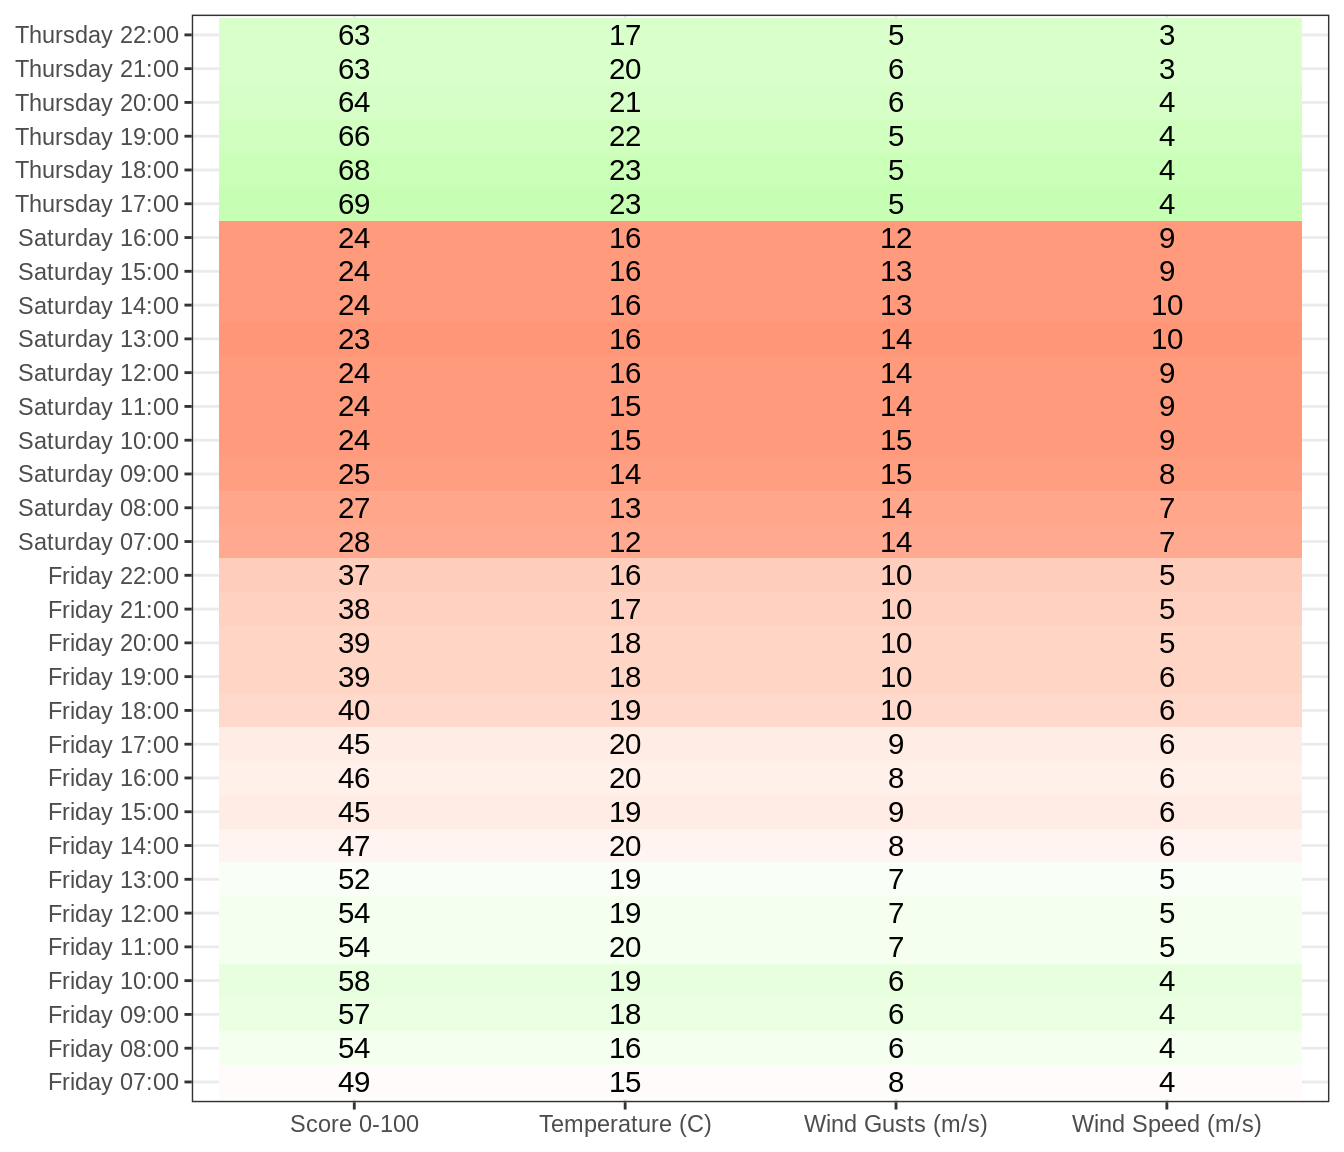 Thursday 22:00 63 17 5 3
Thursday 21:00 63 20 6 3
Thursday 20:00 64 21 6 4
Thursday 19:00 66 22 5 4
Thursday 18:00 68 23 5 4
Thursday 17:00 69 23 5 4
Saturday 16:00 24 16 12 9
Saturday 15:00 24 16 13 9
Saturday 14:00 24 16 13 10
Saturday 13:00 23 16 14 10
Saturday 12:00 24 16 14 9
Saturday 11:00 24 15 14 9
Saturday 10:00 24 15 15 9
Saturday 09:00 25 14 15 8
Saturday 08:00 27 13 14 7
Saturday 07:00 28 12 14 7
Friday 22:00 37 16 10 5
Friday 21:00 38 17 10 5
Friday 20:00 39 18 10 5
Friday 19:00 39 18 10 6
Friday 18:00 40 19 10 6
Friday 17:00 45 20 9 6
Friday 16:00 46 20 8 6
Friday 15:00 45 19 9 6
Friday 14:00 47 20 8 6
Friday 13:00 52 19 7 5
Friday 12:00 54 19 7 5
Friday 11:00 54 20 7 5
Friday 10:00 58 19 6 4
Friday 09:00 57 18 6 4
Friday 08:00 54 16 6 4
Friday 07:00 49 15 8 4
Score 0-100 Temperature (C) Wind Gusts (m/s) Wind Speed (m/s)